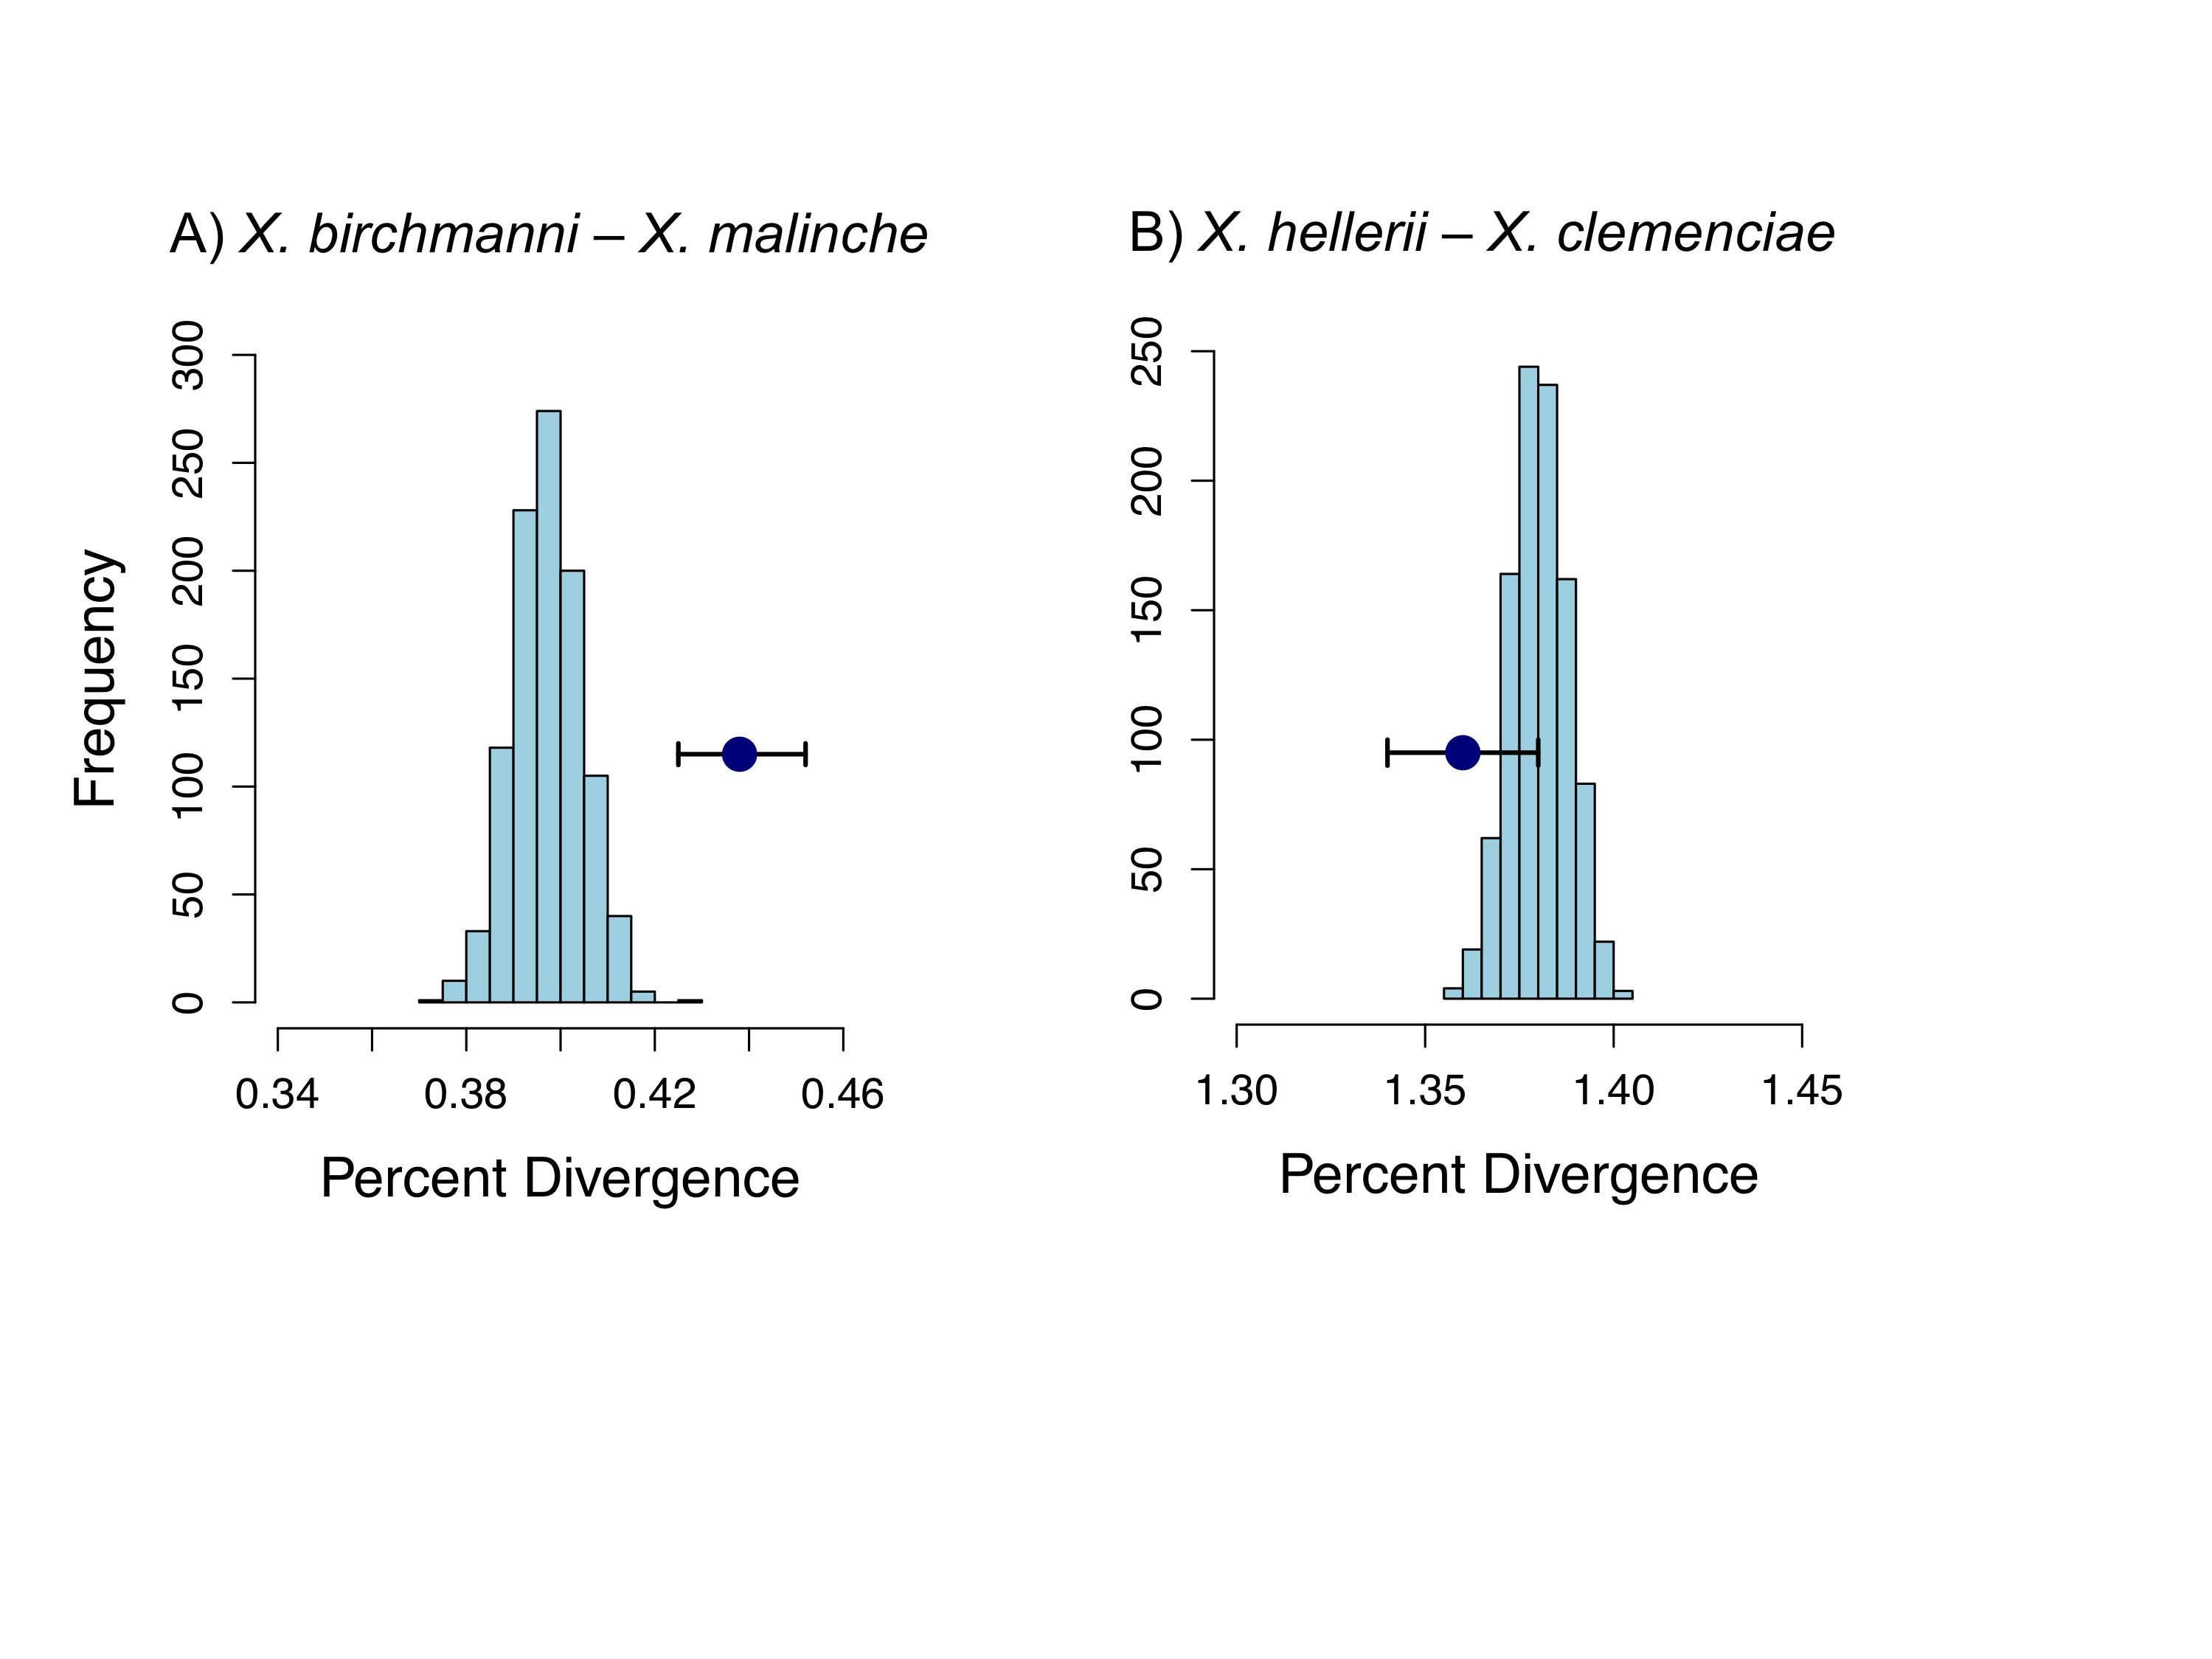 A) X. birchmanni – X. malinche
Frequency
0 50 100 150 200 250 300
0.34 0.38 0.42 0.46
Percent Divergence
B) X. hellerii – X. clemenciae
0 50 100 150 200 250
1.30 1.35 1.40 1.45
Percent Divergence